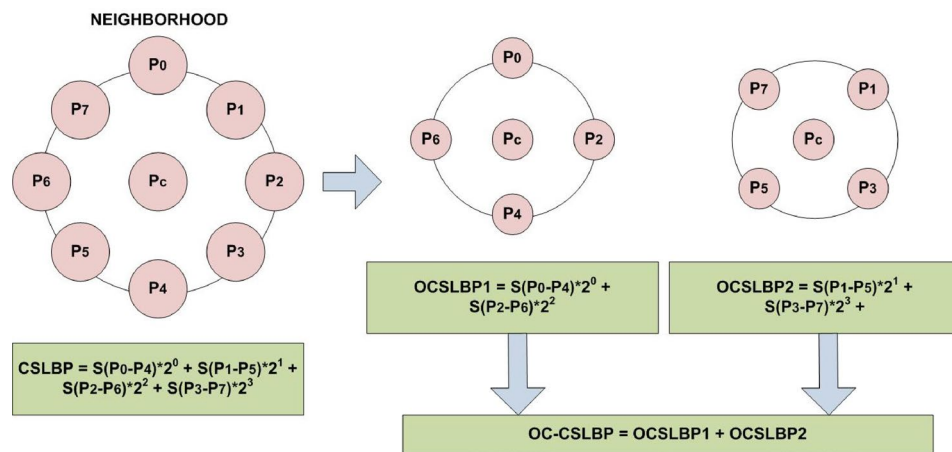 NEIGHBORHOOD
P0
P7
P1
P6
Pc
P2
P5
P3
P4
CSLBP = S(P0-P4)*2^0 + S(P1-P5)*2^1 +
S(P2-P6)*2^2 + S(P3-P7)*2^3
P0
P6
Pc
P2
P4
P7
P1
Pc
P5
P3
OCSLBP1 = S(P0-P4)*2^0 +
S(P2-P6)*2^2
OCSLBP2 = S(P1-P5)*2^1 +
S(P3-P7)*2^3 +
OC-CSLBP = OCSLBP1 + OCSLBP2